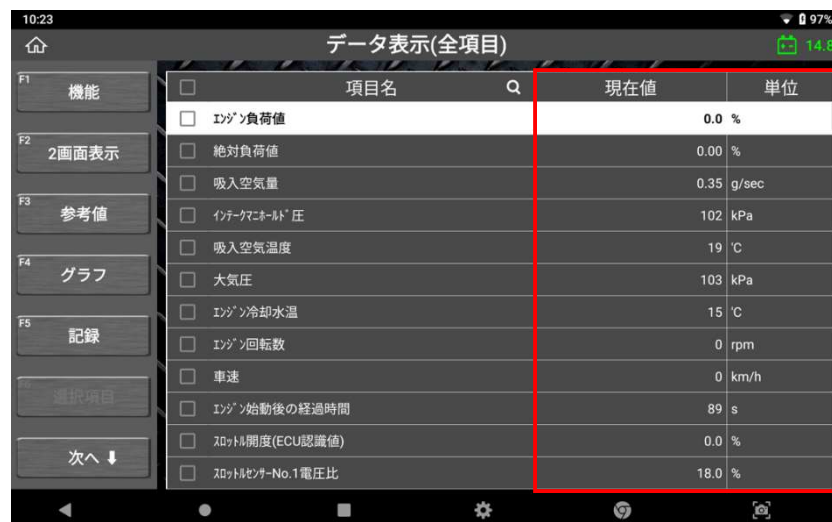 10:23 97%
データ表示(全項目) 14.8
F1 機能
F2 2画面表示
F3 参考値
F4 グラフ
F5 記録
F6 選択項目
次へ
項目名 現在値 単位
ｴﾝｼﾞﾝ負荷値 0.0 %
絶対負荷値 0.00 %
吸入空気量 0.35 g/sec
ｲﾝﾃｰｸﾏﾆﾎｰﾙﾄﾞ圧 102 kPa
吸入空気温度 19 ℃
大気圧 103 kPa
ｴﾝｼﾞﾝ冷却水温 15 ℃
ｴﾝｼﾞﾝ回転数 0 rpm
車速 0 km/h
ｴﾝｼﾞﾝ始動後の経過時間 89 s
ｽﾛｯﾄﾙ開度(ECU認識値) 0.0 %
ｽﾛｯﾄﾙｾﾝｻｰNo.1電圧比 18.0 %